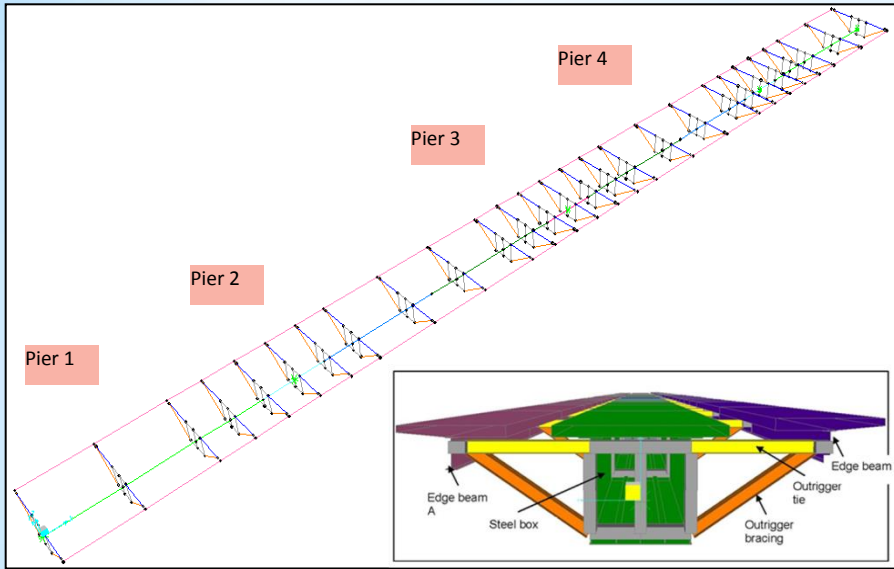 Pier 4
Pier 3
Pier 2
Pier 1
Edge beam
A
Steel box
Outrigger
bracing
Outrigger
tie
Edge beam